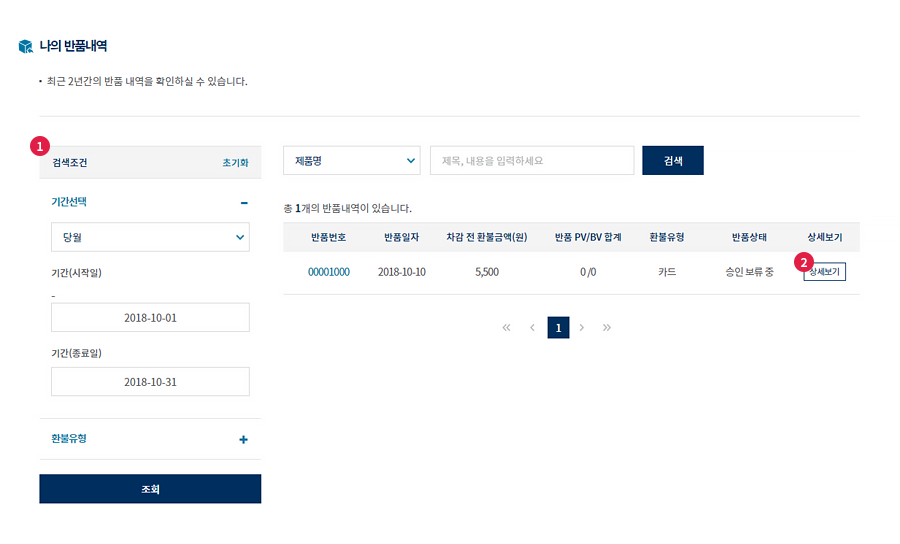 나의 반품내역
• 최근 2년간의 반품 내역을 확인하실 수 있습니다.
1
검색조건 초기화
기간선택 –
당월
기간(시작일)
-
2018-10-01
기간(종료일)
2018-10-31
환불유형 +
조회
제품명 제목, 내용을 입력하세요 검색
총 1개의 반품내역이 있습니다.
반품번호 반품일자 차감 전 환불금액(원) 반품 PV/BV 합계 환불유형 반품상태 상세보기
2
00001000 2018-10-10 5,500 0 /0 카드 승인 보류 중 상세보기
« ‹ 1 › »